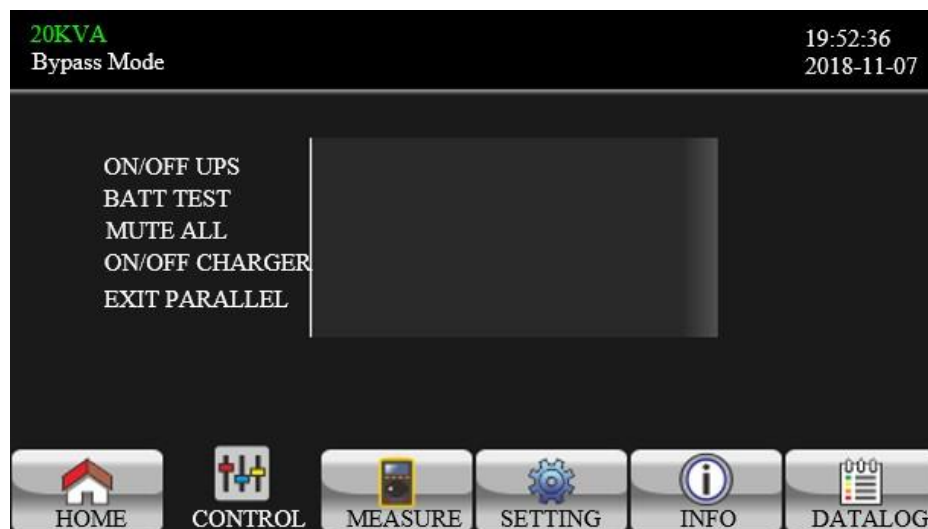 20KVA
Bypass Mode
19:52:36
2018-11-07
ON/OFF UPS
BATT TEST
MUTE ALL
ON/OFF CHARGER
EXIT PARALLEL
HOME
CONTROL
MEASURE
SETTING
INFO
DATALOG